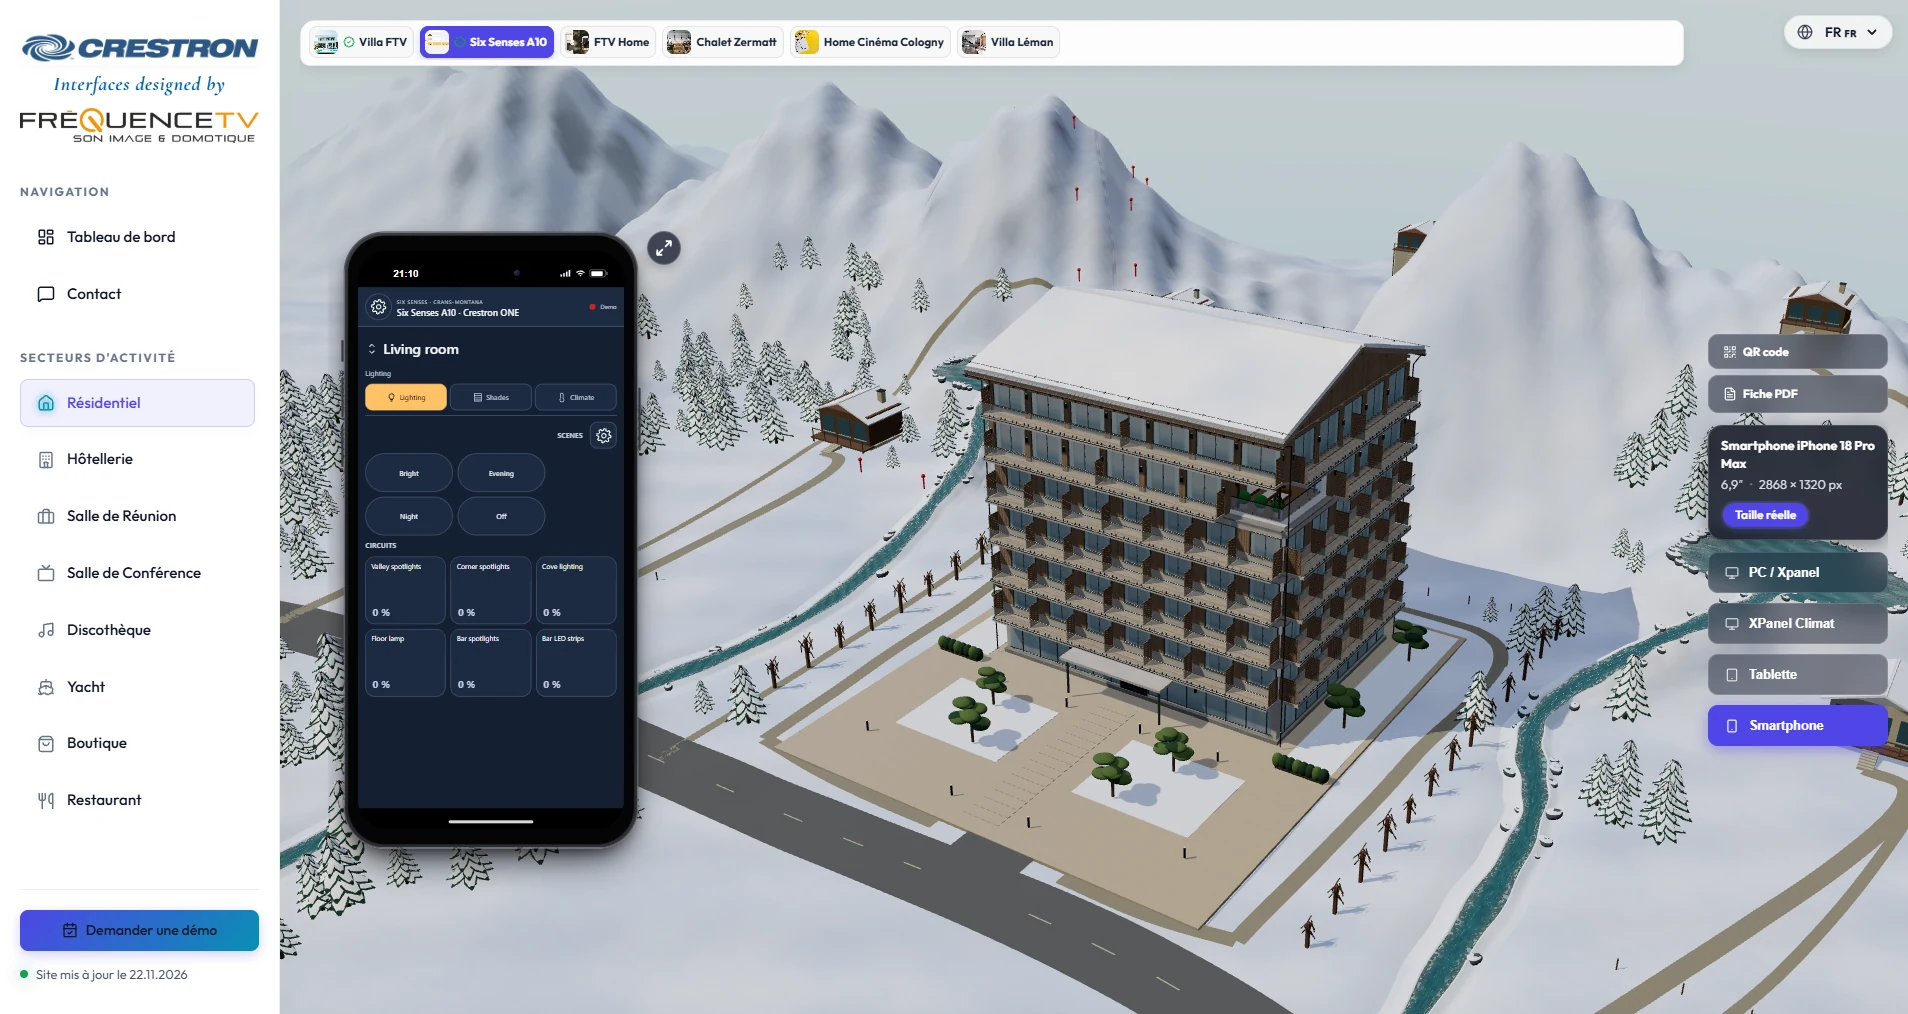 CRESTRON
Interfaces designed by
FRÉQUENCETV
SON IMAGE & DOMOTIQUE
NAVIGATION
Tableau de bord
Contact
SECTEURS D'ACTIVITÉ
Résidentiel
Hôtellerie
Salle de Réunion
Salle de Conférence
Discothèque
Yacht
Boutique
Restaurant
Demander une démo
Site mis à jour le 22.11.2026
Villa FTV
Six Senses A10
FTV Home
Chalet Zermatt
Home Cinéma Cologny
Villa Léman
FR FR
21:10
SIX SENSES - CRANS-MONTANA
Six Senses A10 - Crestron ONE
Demo
Living room
Lighting
Lighting
Shades
Climate
SCENES
Bright
Evening
Night
Off
CIRCUITS
Valley spotlights
Corner spotlights
Cove lighting
0 %
0 %
0 %
Floor lamp
Bar spotlights
Bar LED strips
0 %
0 %
0 %
QR code
Fiche PDF
Smartphone iPhone 18 Pro
Max
6,9" · 2868 × 1320 px
Taille réelle
PC / Xpanel
XPanel Climat
Tablette
Smartphone